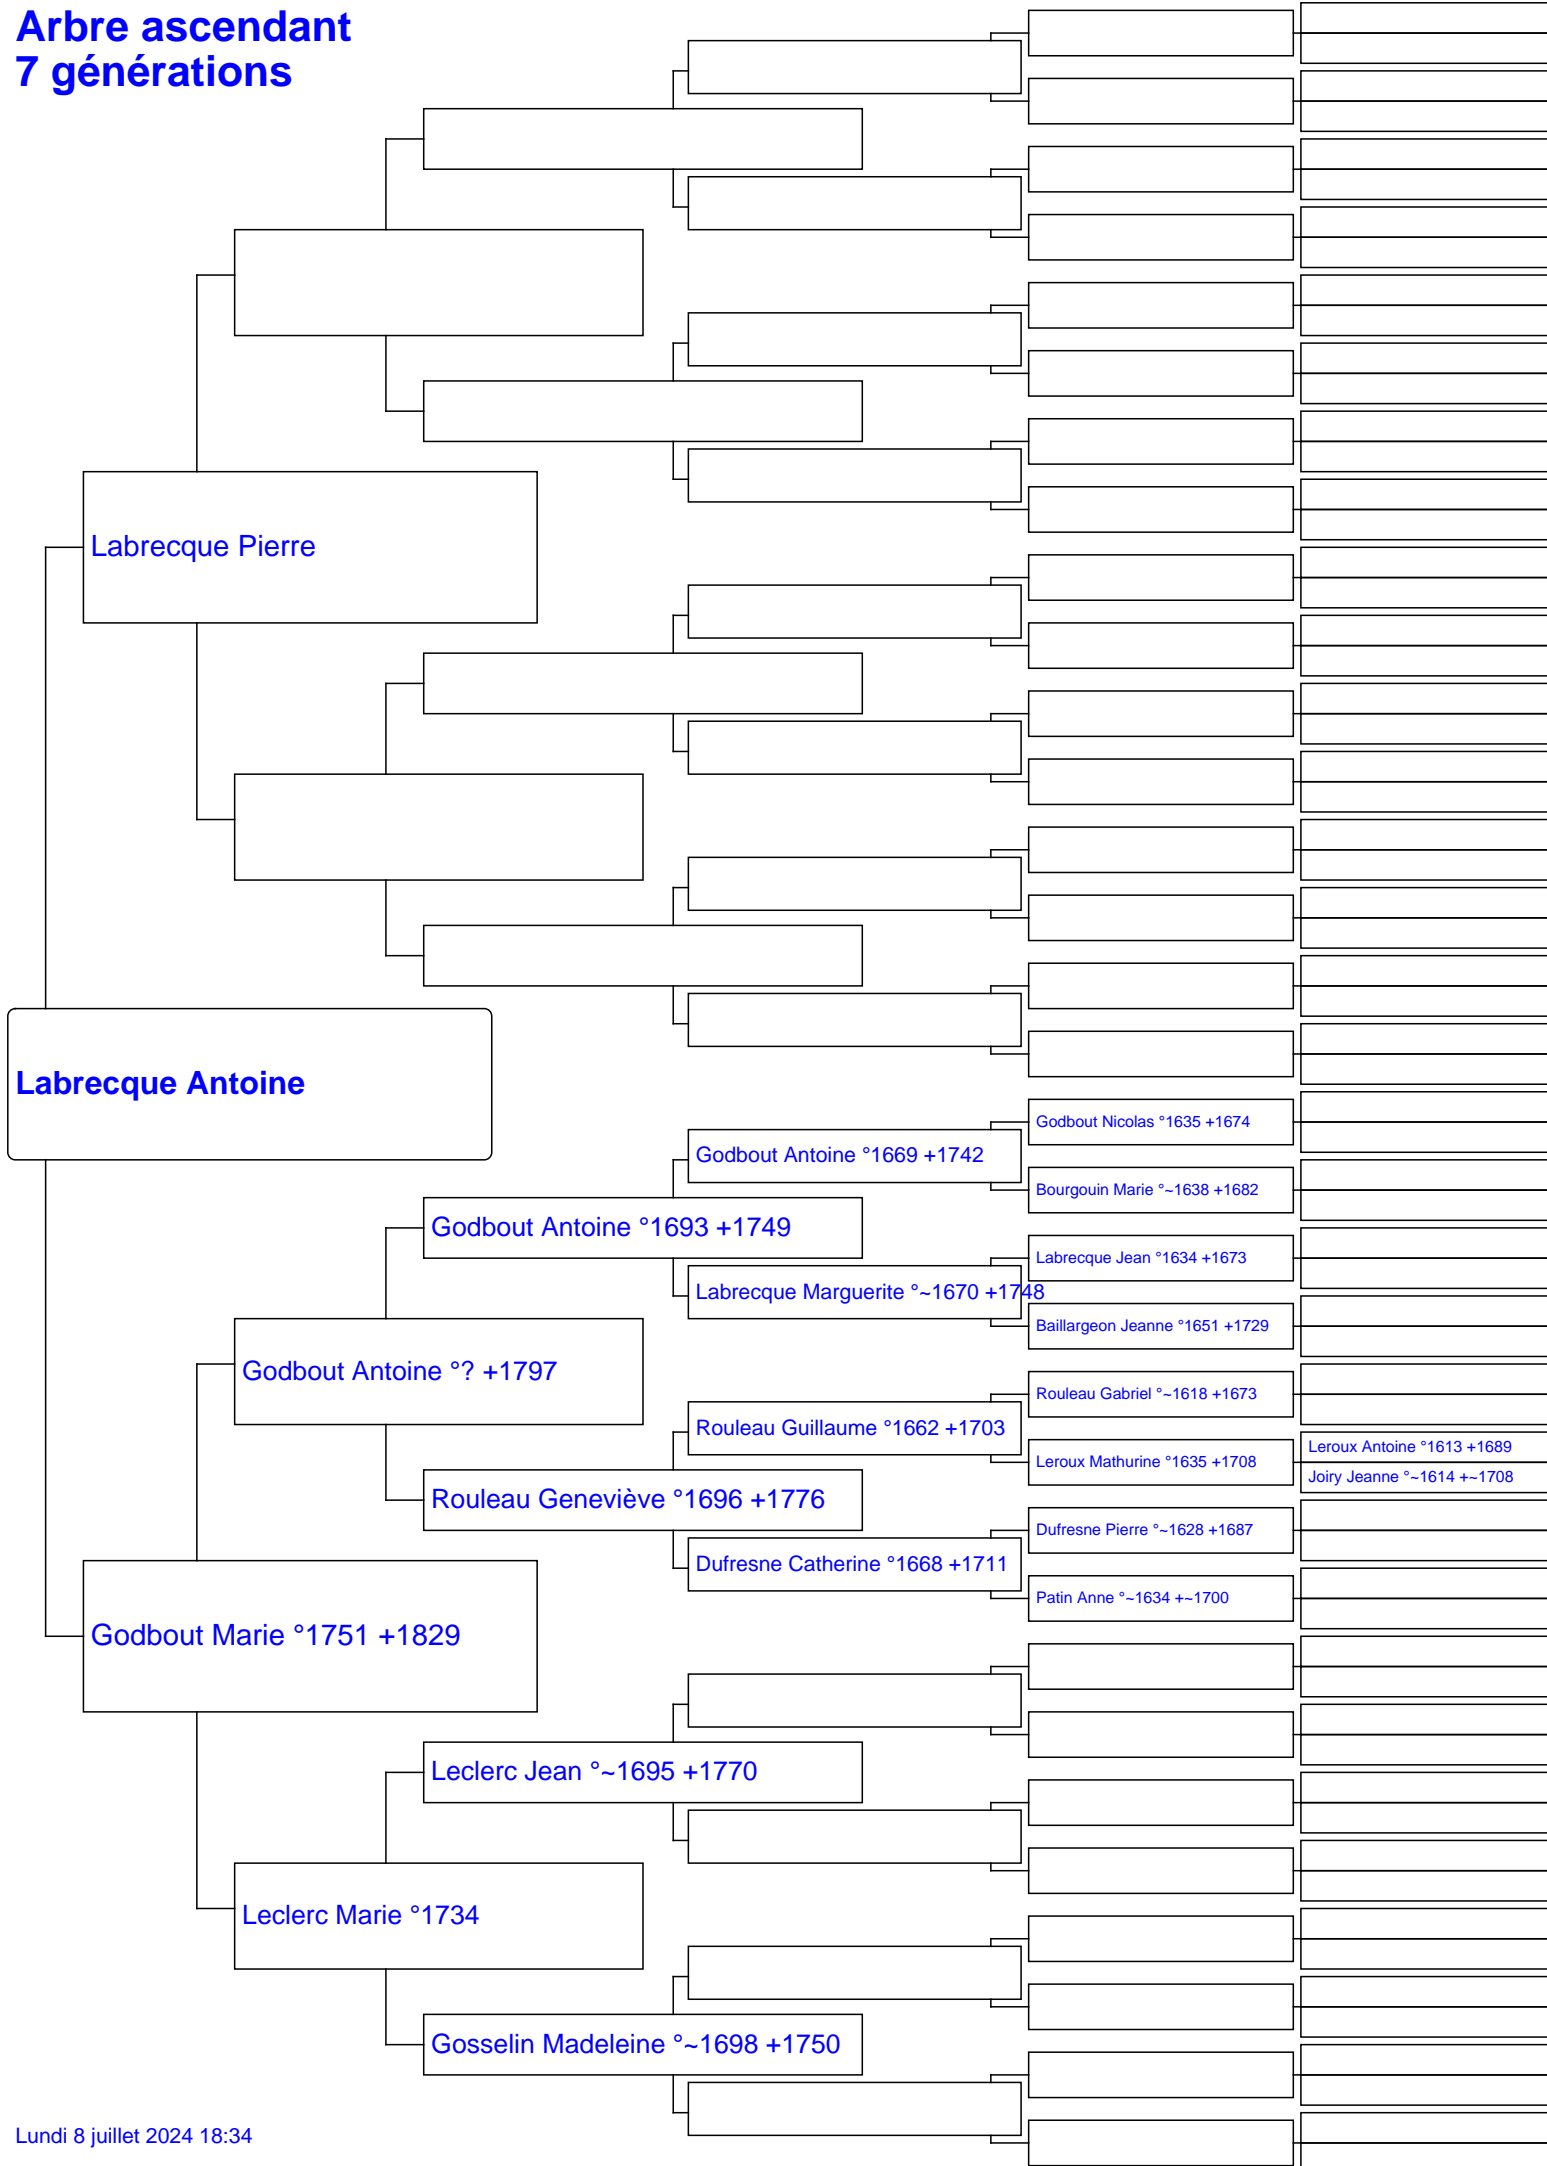 Arbre ascendant
7 générations
Labrecque Pierre
Labrecque Antoine
Godbout Nicolas °1635 +1674
Godbout Antoine °1669 +1742
Bourgouin Marie °~1638 +1682
Godbout Antoine °1693 +1749
Labrecque Jean °1634 +1673
Labrecque Marguerite °~1670 +1748
Baillargeon Jeanne °1651 +1729
Godbout Antoine °? +1797
Rouleau Gabriel °~1618 +1673
Rouleau Guillaume °1662 +1703
Leroux Antoine °1613 +1689
Leroux Mathurine °1635 +1708
Joiry Jeanne °~1614 +~1708
Rouleau Geneviève °1696 +1776
Dufresne Pierre °~1628 +1687
Dufresne Catherine °1668 +1711
Patin Anne °~1634 +~1700
Godbout Marie °1751 +1829
Leclerc Jean °~1695 +1770
Leclerc Marie °1734
Gosselin Madeleine °~1698 +1750
Lundi 8 juillet 2024 18:34